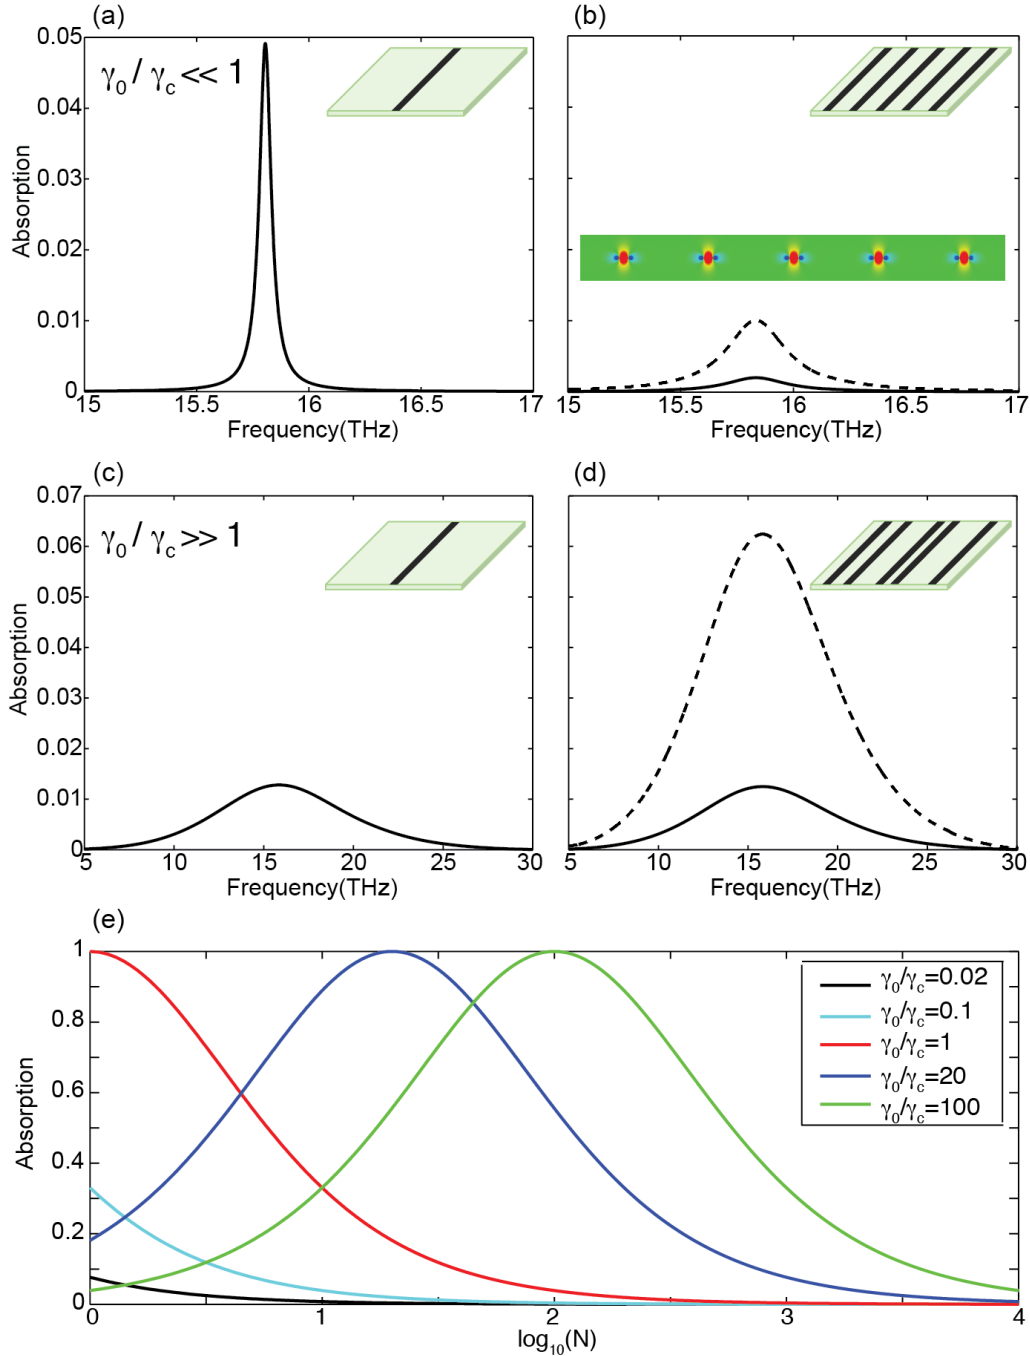 (a)
γ₀ / γc << 1
0.05
0.04
0.03
0.02
0.01
0
Absorption
15
15.5
16
16.5
17
Frequency(THz)
(b)
15
15.5
16
16.5
17
Frequency(THz)
(c)
γ₀ / γc >> 1
0.07
0.06
0.05
0.04
0.03
0.02
0.01
0
Absorption
5
10
15
20
25
30
Frequency(THz)
(d)
5
10
15
20
25
30
Frequency(THz)
(e)
1
0.8
0.6
0.4
0.2
0
Absorption
γ₀/γc=0.02
γ₀/γc=0.1
γ₀/γc=1
γ₀/γc=20
γ₀/γc=100
0
1
2
3
4
log₁₀(N)